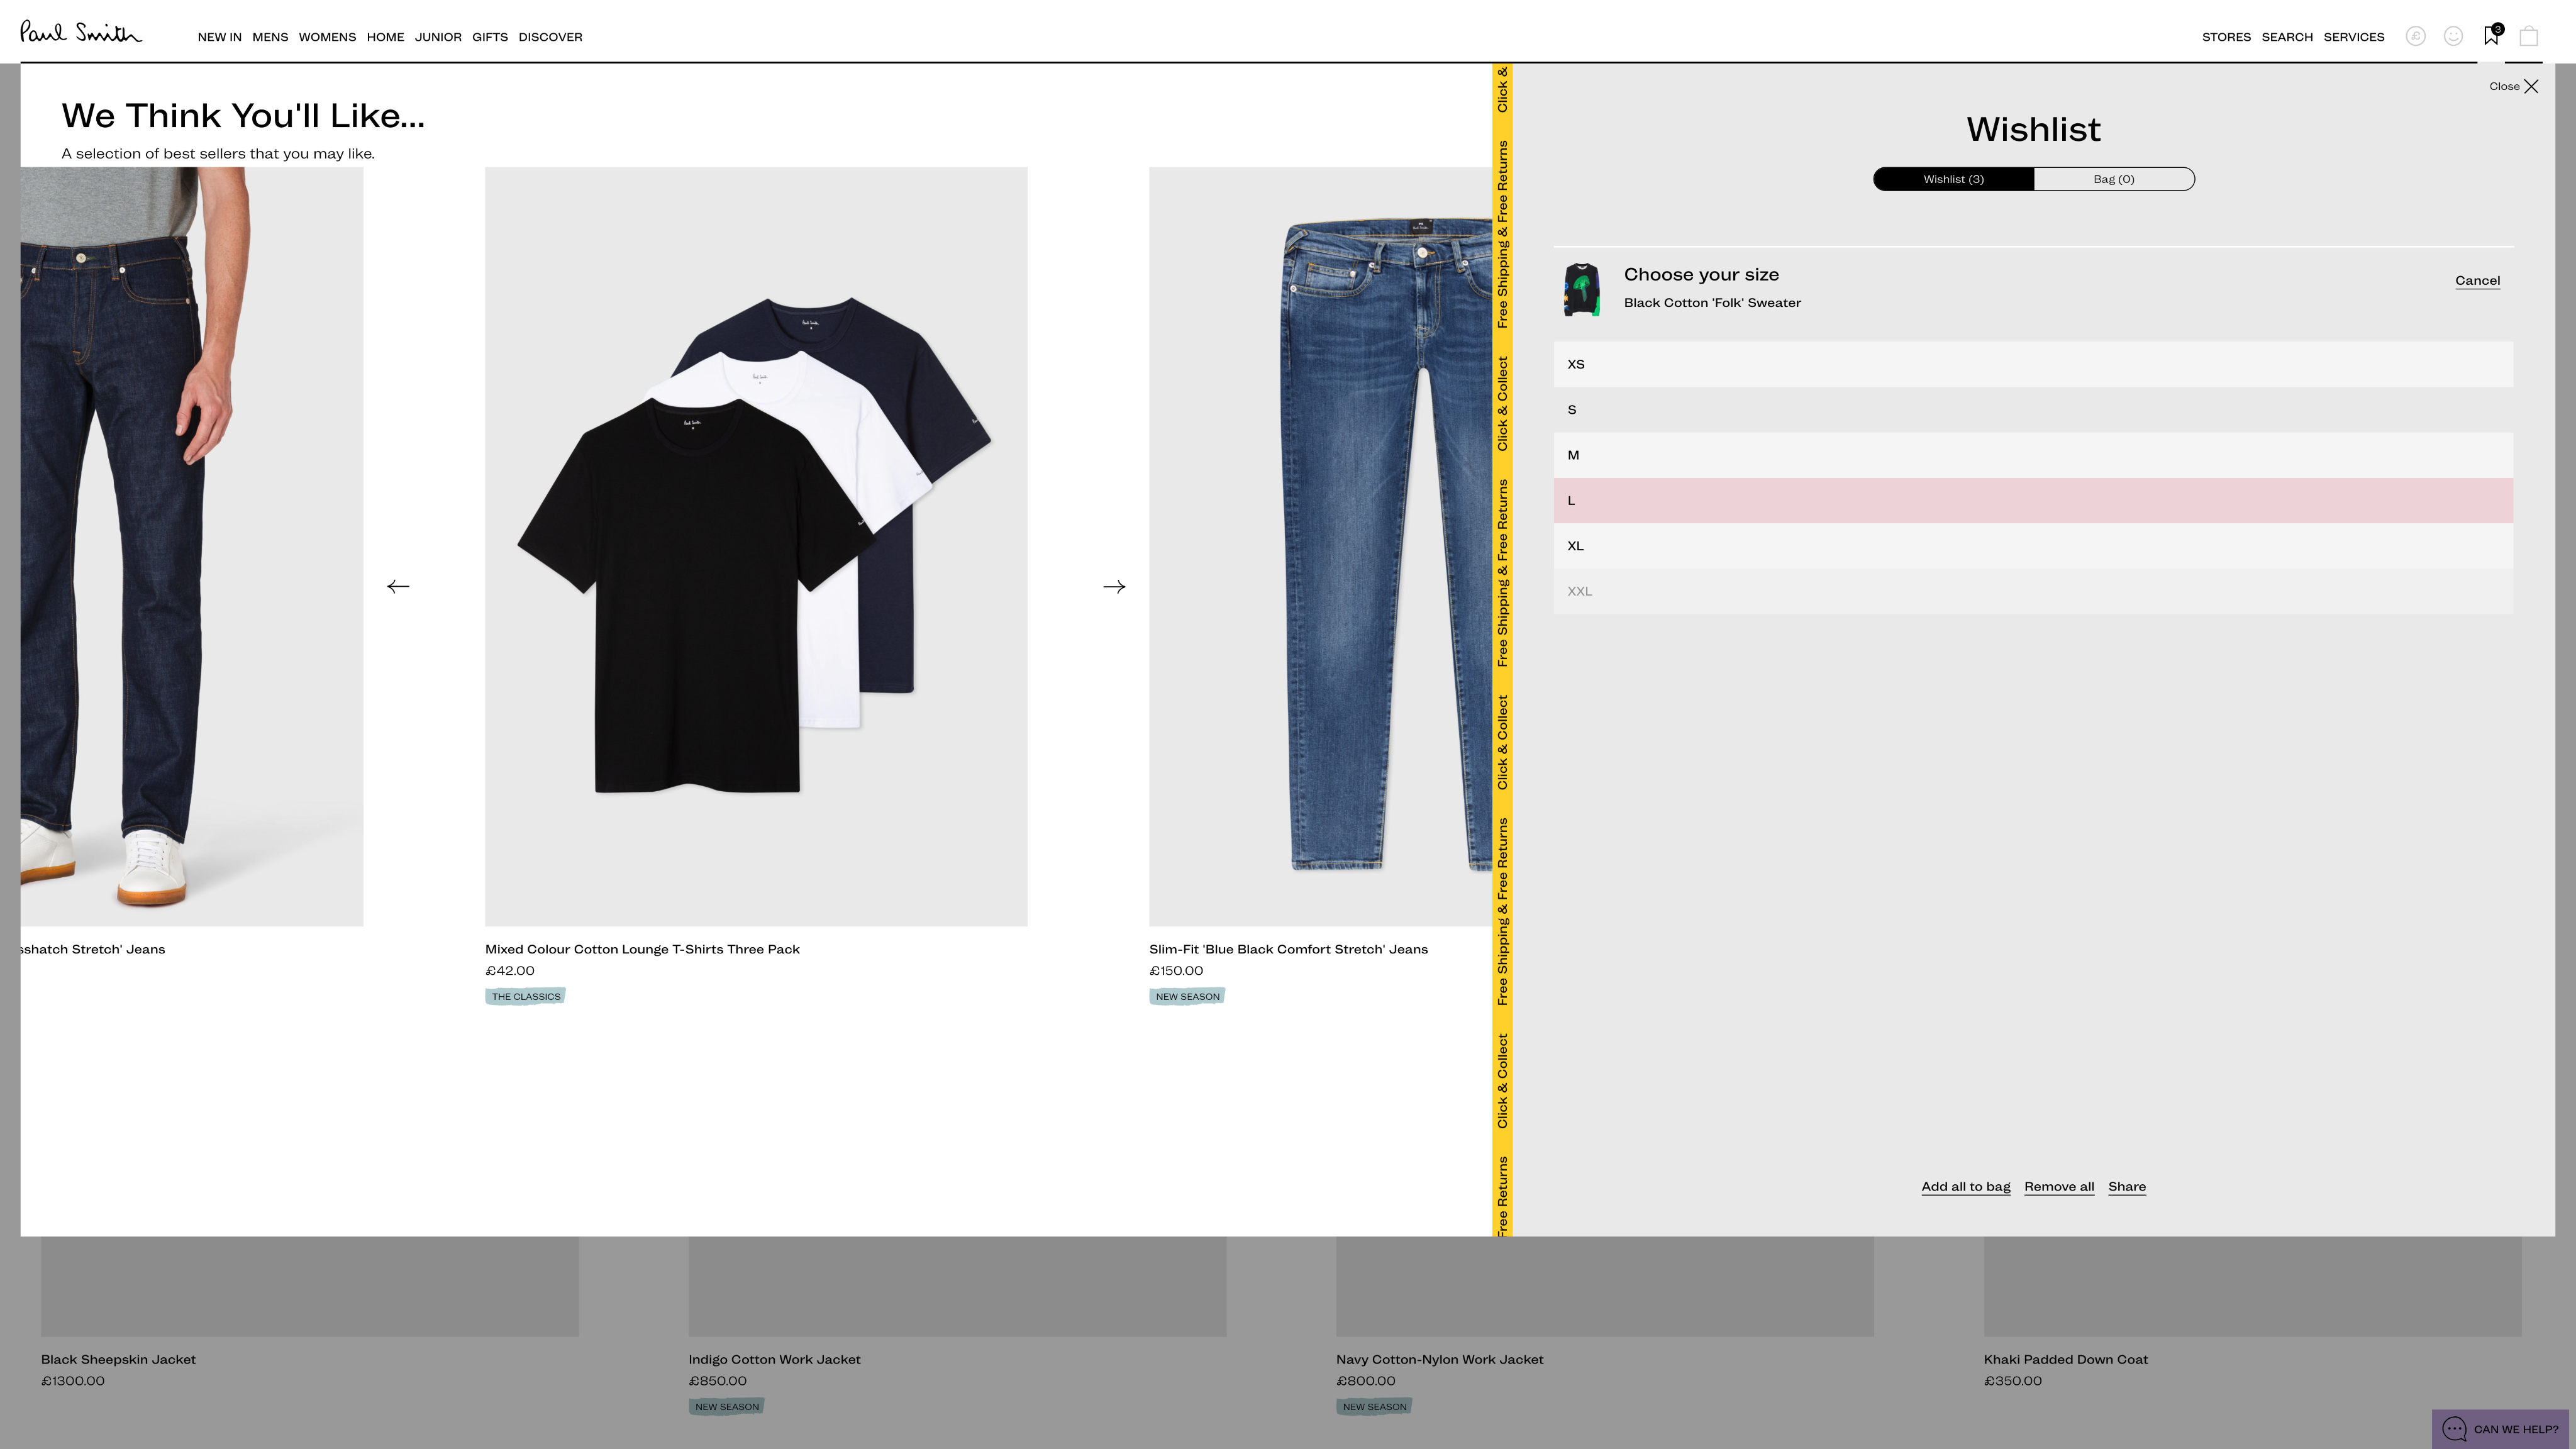 Paul Smith
NEW IN MENS WOMENS HOME JUNIOR GIFTS DISCOVER
STORES SEARCH SERVICES
3
We Think You'll Like...
A selection of best sellers that you may like.
sshatch Stretch' Jeans
Mixed Colour Cotton Lounge T-Shirts Three Pack
£42.00
THE CLASSICS
Slim-Fit 'Blue Black Comfort Stretch' Jeans
£150.00
NEW SEASON
Click &
Free Shipping & Free Returns
Click & Collect
Free Shipping & Free Returns
Click & Collect
Free Shipping & Free Returns
Click & Collect
Free Returns
Close
Wishlist
Wishlist (3)
Bag (0)
Choose your size
Black Cotton 'Folk' Sweater
Cancel
XS
S
M
L
XL
XXL
Add all to bag Remove all Share
Black Sheepskin Jacket
£1300.00
Indigo Cotton Work Jacket
£850.00
NEW SEASON
Navy Cotton-Nylon Work Jacket
£800.00
NEW SEASON
Khaki Padded Down Coat
£350.00
CAN WE HELP?